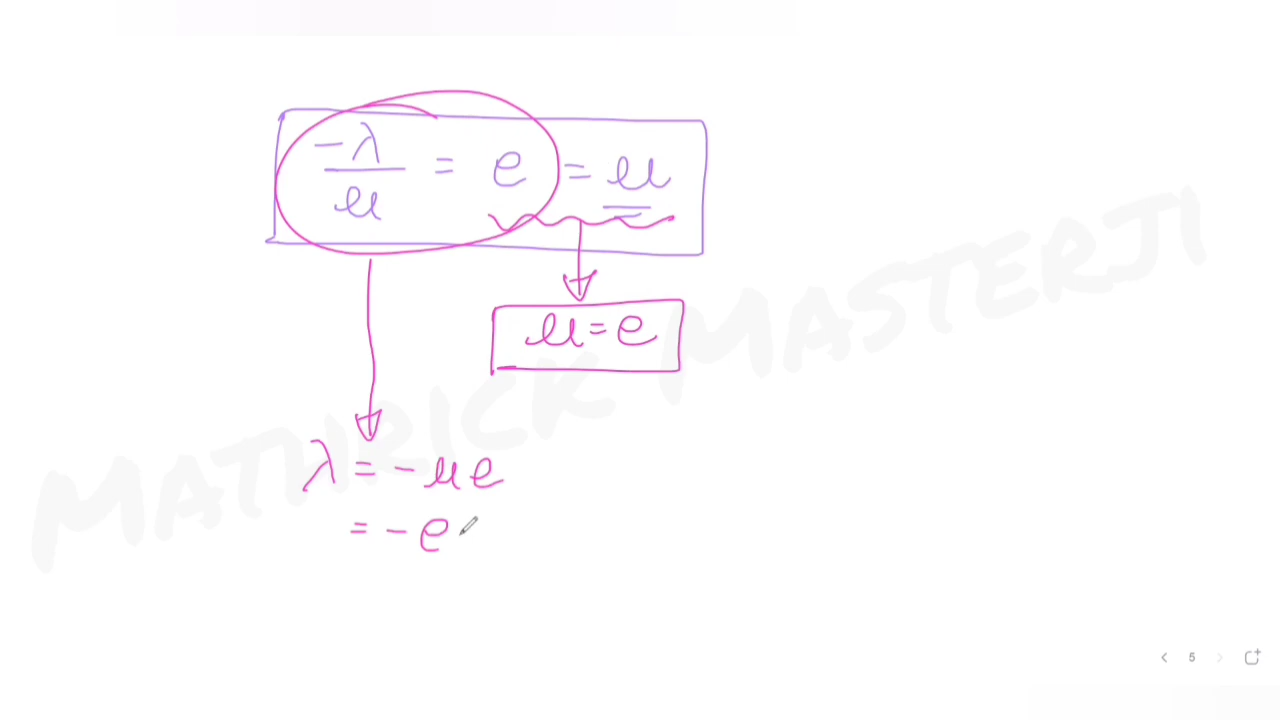 -λ/μ = e = μ
μ = e
λ = -μe
= -e
MATHRICK MASTERJI
< 5 >